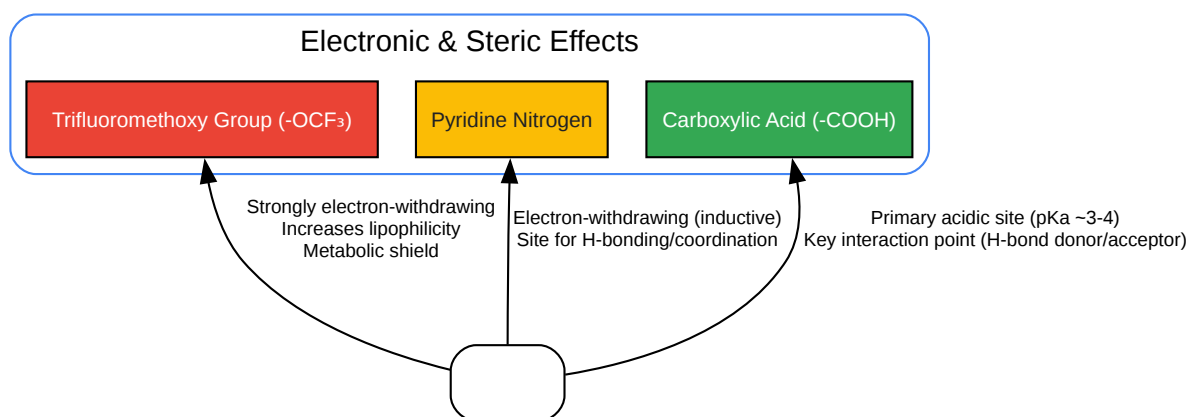 Electronic & Steric Effects
Trifluoromethoxy Group (-OCF₃)
Pyridine Nitrogen
Carboxylic Acid (-COOH)
Strongly electron-withdrawing
Increases lipophilicity
Metabolic shield
Electron-withdrawing (inductive)
Site for H-bonding/coordination
Primary acidic site (pKa ~3-4)
Key interaction point (H-bond donor/acceptor)